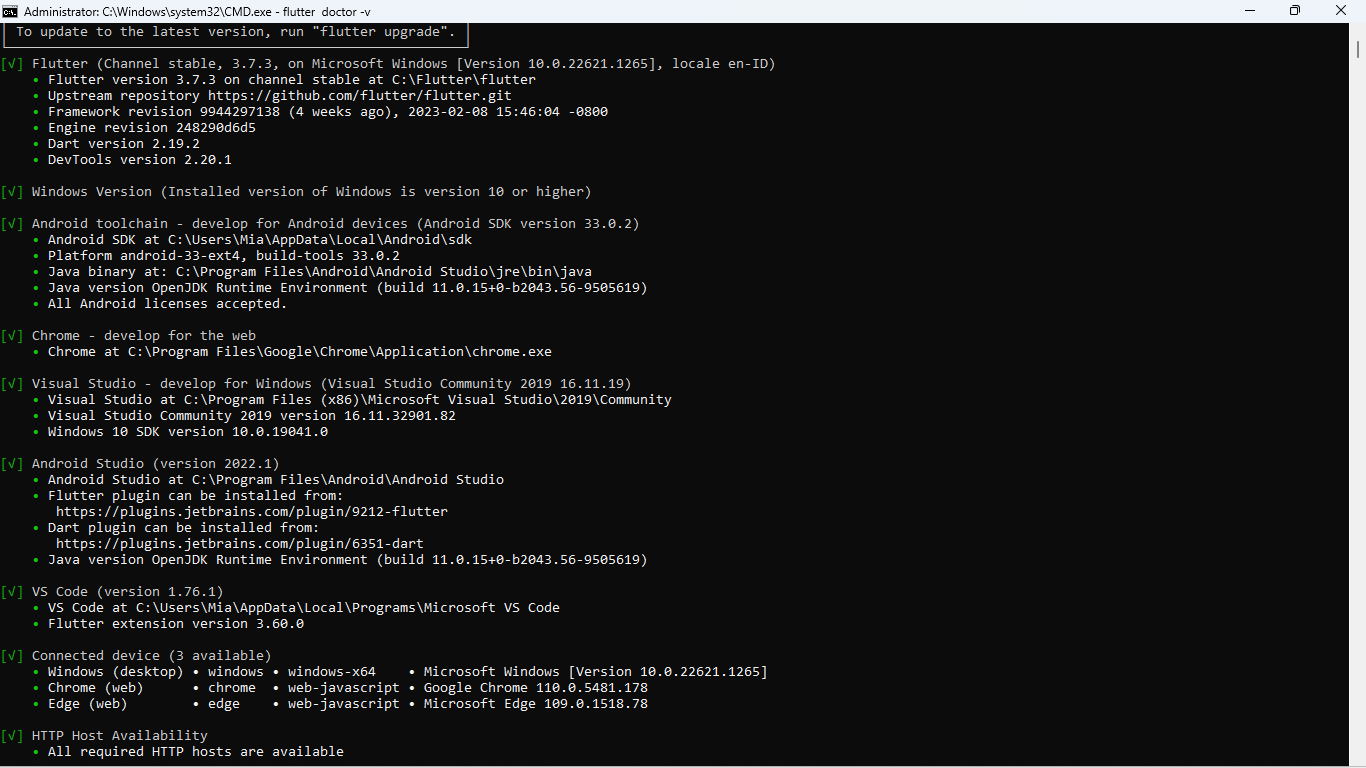 Administrator: C:\Windows\system32\CMD.exe - flutter  doctor -v
To update to the latest version, run "flutter upgrade".
[√] Flutter (Channel stable, 3.7.3, on Microsoft Windows [Version 10.0.22621.1265], locale en-ID)
• Flutter version 3.7.3 on channel stable at C:\Flutter\flutter
• Upstream repository https://github.com/flutter/flutter.git
• Framework revision 9944297138 (4 weeks ago), 2023-02-08 15:46:04 -0800
• Engine revision 248290d6d5
• Dart version 2.19.2
• DevTools version 2.20.1
[√] Windows Version (Installed version of Windows is version 10 or higher)
[√] Android toolchain - develop for Android devices (Android SDK version 33.0.2)
• Android SDK at C:\Users\Mia\AppData\Local\Android\sdk
• Platform android-33-ext4, build-tools 33.0.2
• Java binary at: C:\Program Files\Android\Android Studio\jre\bin\java
• Java version OpenJDK Runtime Environment (build 11.0.15+0-b2043.56-9505619)
• All Android licenses accepted.
[√] Chrome - develop for the web
• Chrome at C:\Program Files\Google\Chrome\Application\chrome.exe
[√] Visual Studio - develop for Windows (Visual Studio Community 2019 16.11.19)
• Visual Studio at C:\Program Files (x86)\Microsoft Visual Studio\2019\Community
• Visual Studio Community 2019 version 16.11.32901.82
• Windows 10 SDK version 10.0.19041.0
[√] Android Studio (version 2022.1)
• Android Studio at C:\Program Files\Android\Android Studio
• Flutter plugin can be installed from:
https://plugins.jetbrains.com/plugin/9212-flutter
• Dart plugin can be installed from:
https://plugins.jetbrains.com/plugin/6351-dart
• Java version OpenJDK Runtime Environment (build 11.0.15+0-b2043.56-9505619)
[√] VS Code (version 1.76.1)
• VS Code at C:\Users\Mia\AppData\Local\Programs\Microsoft VS Code
• Flutter extension version 3.60.0
[√] Connected device (3 available)
• Windows (desktop) • windows • windows-x64    • Microsoft Windows [Version 10.0.22621.1265]
• Chrome (web)      • chrome  • web-javascript • Google Chrome 110.0.5481.178
• Edge (web)        • edge    • web-javascript • Microsoft Edge 109.0.1518.78
[√] HTTP Host Availability
• All required HTTP hosts are available